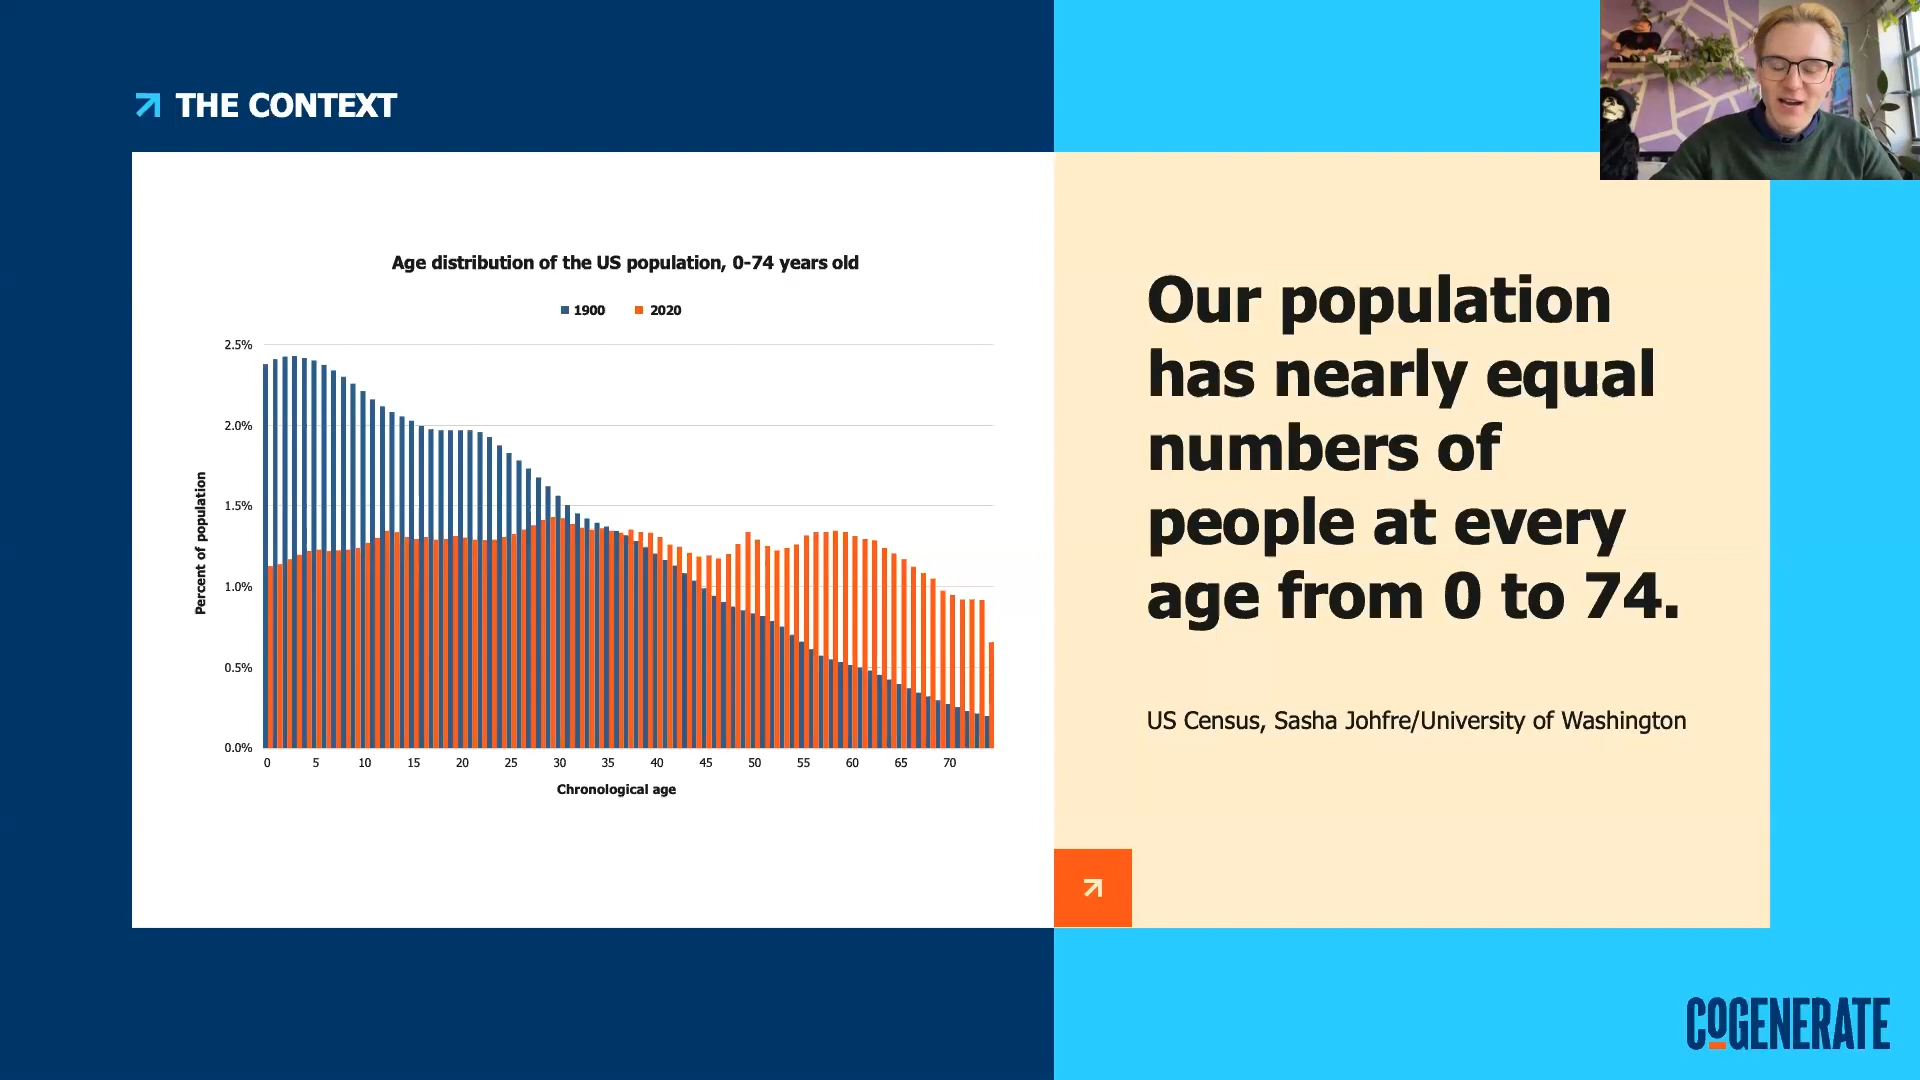 THE CONTEXT
Age distribution of the US population, 0-74 years old
1900 2020
2.5%
2.0%
1.5%
1.0%
0.5%
0.0%
Percent of population
0 5 10 15 20 25 30 35 40 45 50 55 60 65 70
Chronological age
Our population
has nearly equal
numbers of
people at every
age from 0 to 74.
US Census, Sasha Johfre/University of Washington
COGENERATE